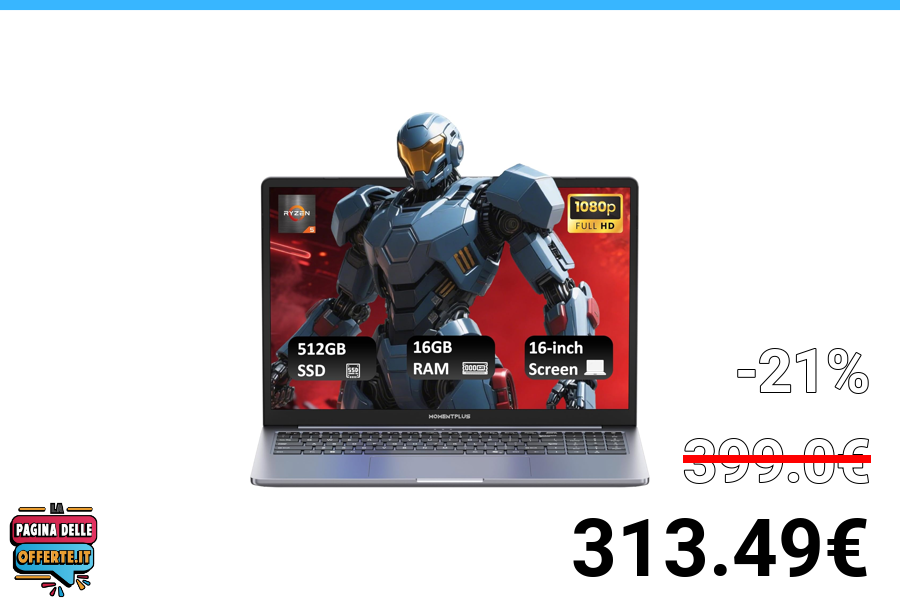 RYZEN
5
1080p
FULL HD
512GB
SSD
SSD
16GB
RAM
16-inch
Screen
MOMENTPLUS
-21%
399.0€
313.49€
LA
PAGINA DELLE
OFFERTE.IT